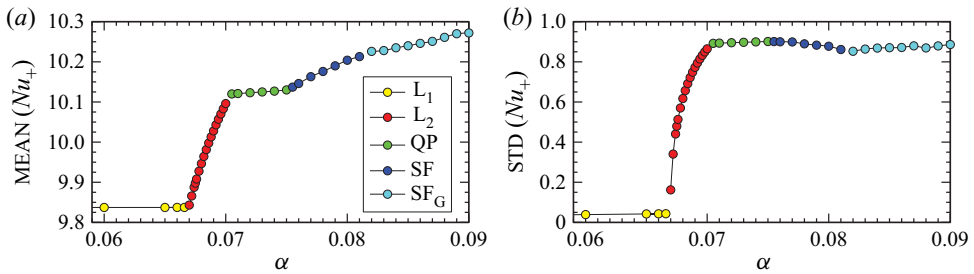 (a)
10.3
10.2
10.1
10.0
9.9
9.8
MEAN (Nu₊)
0.06 0.07 0.08 0.09
α
L₁
L₂
QP
SF
SF_G
(b)
1.0
0.8
0.6
0.4
0.2
0
STD (Nu₊)
0.06 0.07 0.08 0.09
α